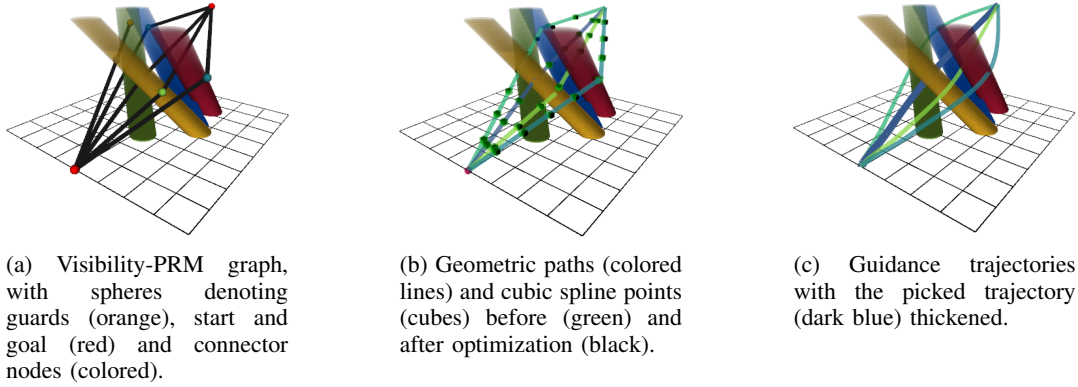 (a) Visibility-PRM graph,
with spheres denoting
guards (orange), start and
goal (red) and connector
nodes (colored).
(b) Geometric paths (colored
lines) and cubic spline points
(cubes) before (green) and
after optimization (black).
(c) Guidance trajectories
with the picked trajectory
(dark blue) thickened.